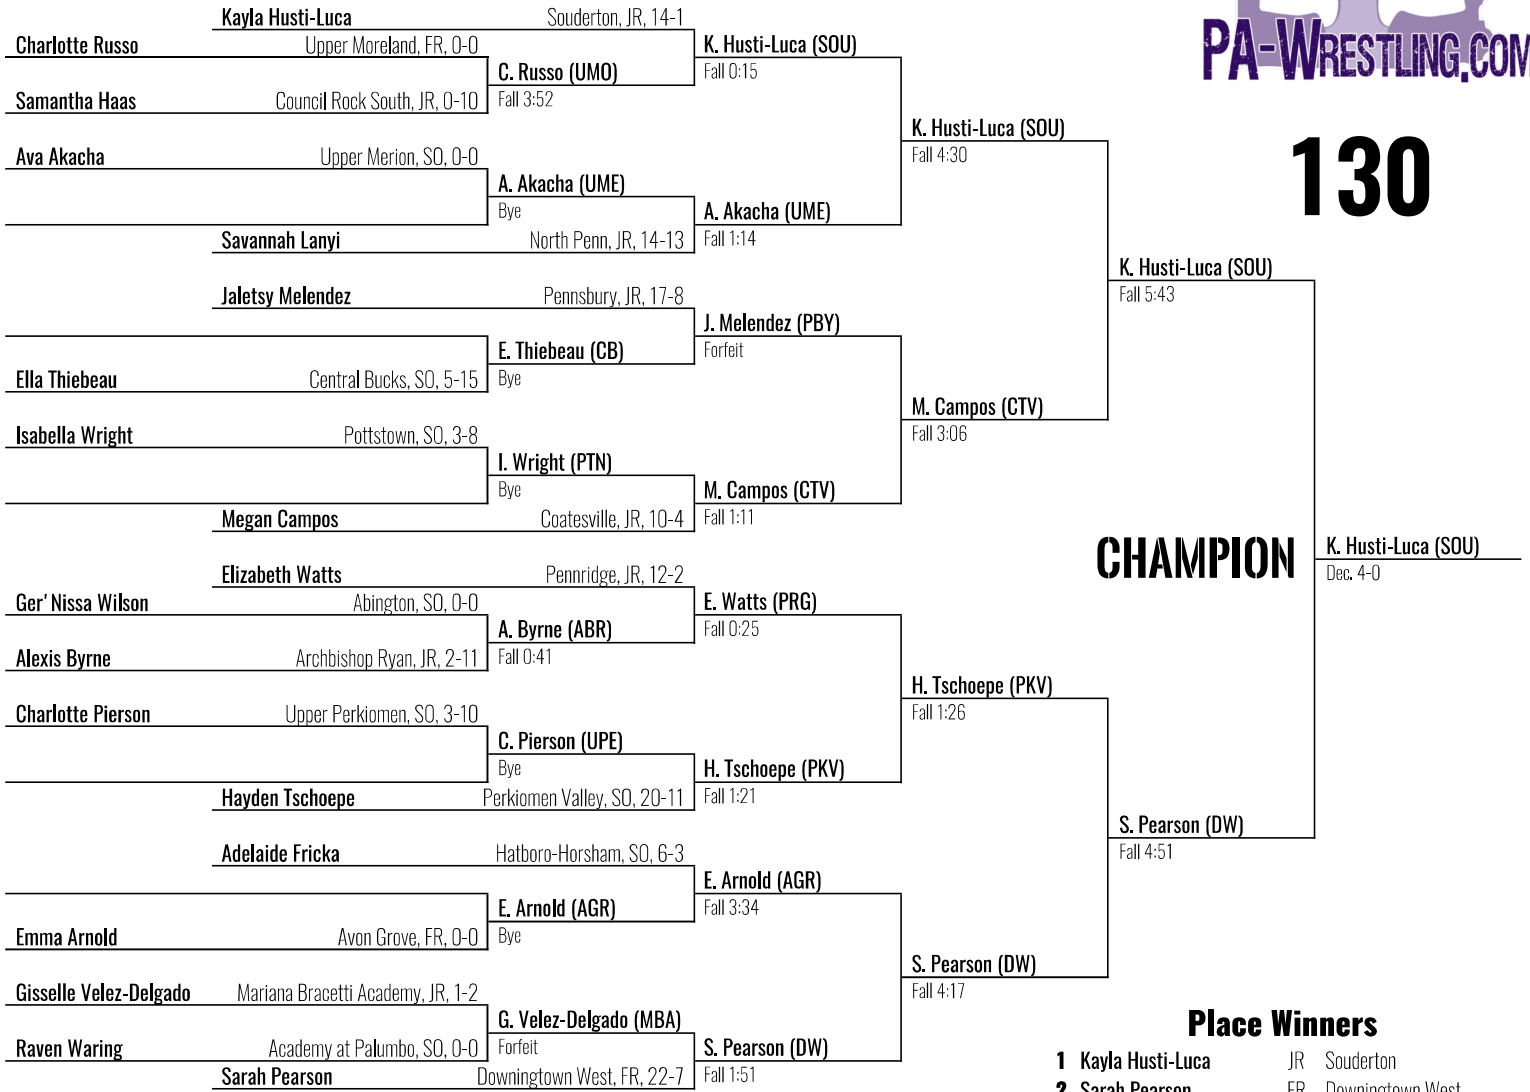 Kayla Husti-Luca Souderton, JR, 14-1
Charlotte Russo Upper Moreland, FR, 0-0
K. Husti-Luca (SOU)
Fall 0:15
C. Russo (UMO)
Fall 3:52
Samantha Haas Council Rock South, JR, 0-10
PA-WRESTLING.COM
130
K. Husti-Luca (SOU)
Fall 4:30
Ava Akacha Upper Merion, SO, 0-0
A. Akacha (UME)
Bye
A. Akacha (UME)
Fall 1:14
Savannah Lanyi North Penn, JR, 14-13
K. Husti-Luca (SOU)
Fall 5:43
Jaletsy Melendez Pennsbury, JR, 17-8
J. Melendez (PBY)
Forfeit
E. Thiebeau (CB)
Bye
Ella Thiebeau Central Bucks, SO, 5-15
M. Campos (CTV)
Fall 3:06
Isabella Wright Pottstown, SO, 3-8
I. Wright (PTN)
Bye
M. Campos (CTV)
Fall 1:11
Megan Campos Coatesville, JR, 10-4
CHAMPION
K. Husti-Luca (SOU)
Dec. 4-0
Elizabeth Watts Pennridge, JR, 12-2
Ger'Nissa Wilson Abington, SO, 0-0
E. Watts (PRG)
Fall 0:25
A. Byrne (ABR)
Fall 0:41
Alexis Byrne Archbishop Ryan, JR, 2-11
H. Tschoepe (PKV)
Fall 1:26
Charlotte Pierson Upper Perkiomen, SO, 3-10
C. Pierson (UPE)
Bye
H. Tschoepe (PKV)
Fall 1:21
Hayden Tschoepe Perkiomen Valley, SO, 20-11
S. Pearson (DW)
Fall 4:51
Adelaide Fricka Hatboro-Horsham, SO, 6-3
E. Arnold (AGR)
Fall 3:34
E. Arnold (AGR)
Bye
Emma Arnold Avon Grove, FR, 0-0
S. Pearson (DW)
Fall 4:17
Gisselle Velez-Delgado Mariana Bracetti Academy, JR, 1-2
G. Velez-Delgado (MBA)
Forfeit
Raven Waring Academy at Palumbo, SO, 0-0
S. Pearson (DW)
Fall 1:51
Sarah Pearson Downingtown West, FR, 22-7
Place Winners
1 Kayla Husti-Luca JR Souderton
2 Sarah Pearson FR Downingtown West